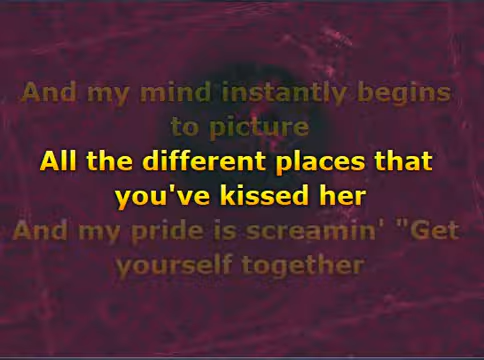 And my mind instantly begins
to picture
All the different places that
you've kissed her
And my pride is screamin' "Get
yourself together